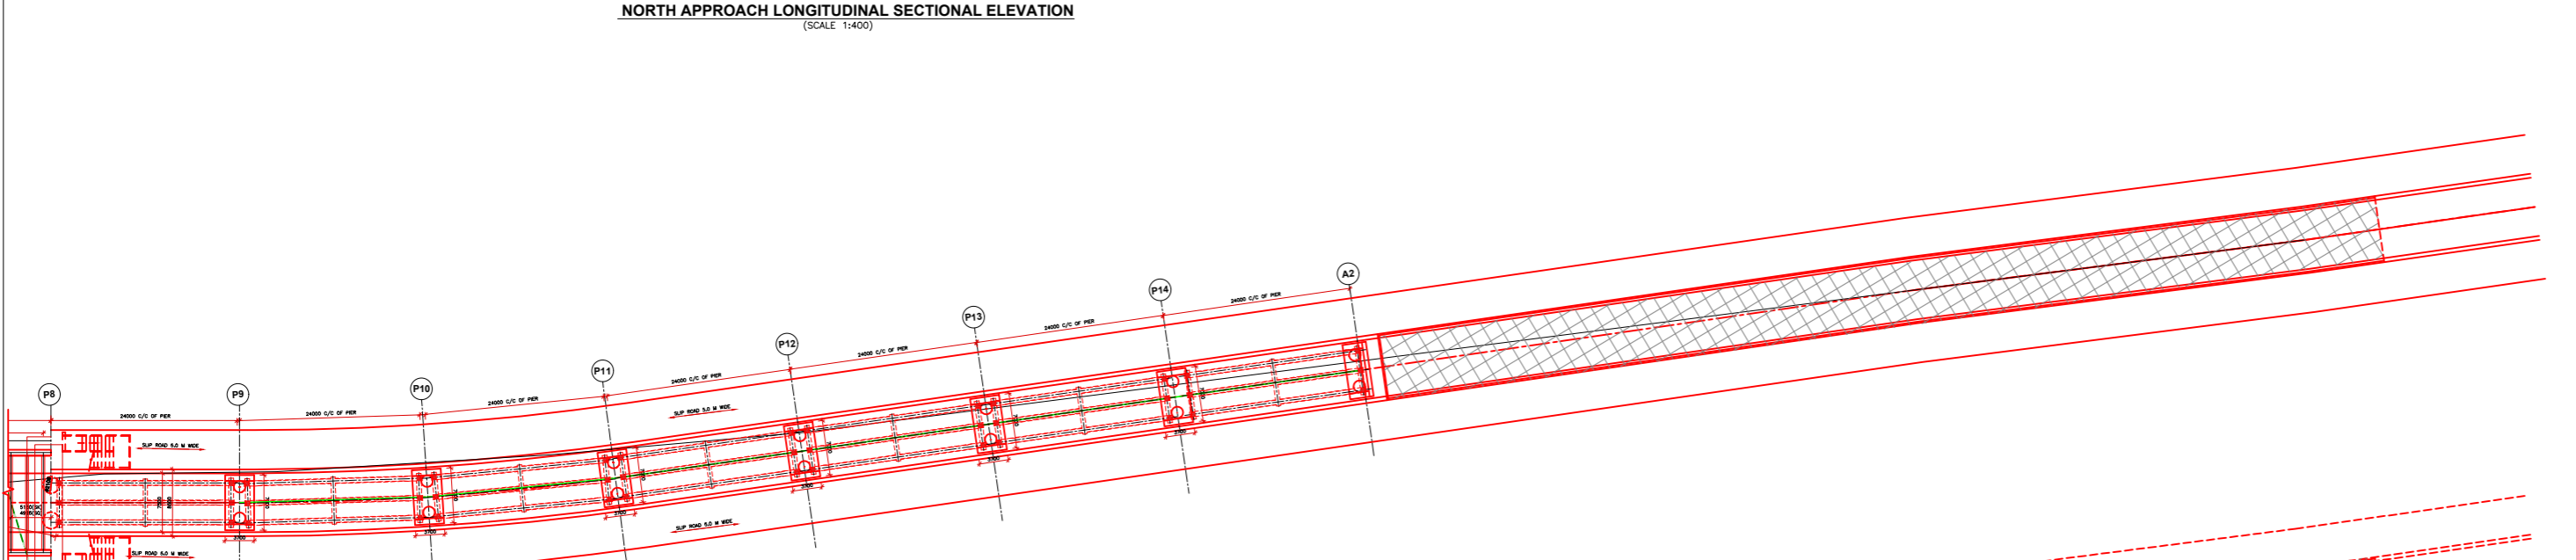 NORTH APPROACH LONGITUDINAL SECTIONAL ELEVATION
(SCALE 1:400)
A2
P14
24000 C/C OF PIER
P13
24000 C/C OF PIER
P12
24000 C/C OF PIER
P11
24000 C/C OF PIER
P10
24000 C/C OF PIER
P9
24000 C/C OF PIER
P8
24000 C/C OF PIER
SLIP ROAD 5.0 M WIDE
SLIP ROAD 5.0 M WIDE
SLIP ROAD 5.0 M WIDE
SLIP ROAD 5.0 M WIDE